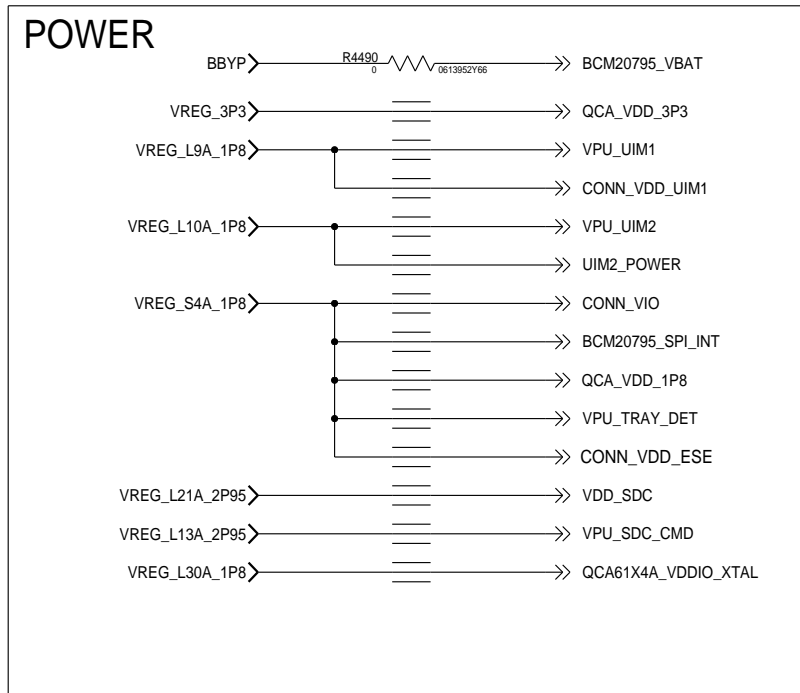 POWER
BBYP R4490 0 0613952Y66 BCM20795_VBAT
VREG_3P3 QCA_VDD_3P3
VREG_L9A_1P8 VPU_UIM1
CONN_VDD_UIM1
VREG_L10A_1P8 VPU_UIM2
UIM2_POWER
VREG_S4A_1P8 CONN_VIO
BCM20795_SPI_INT
QCA_VDD_1P8
VPU_TRAY_DET
CONN_VDD_ESE
VREG_L21A_2P95 VDD_SDC
VREG_L13A_2P95 VPU_SDC_CMD
VREG_L30A_1P8 QCA61X4A_VDDIO_XTAL